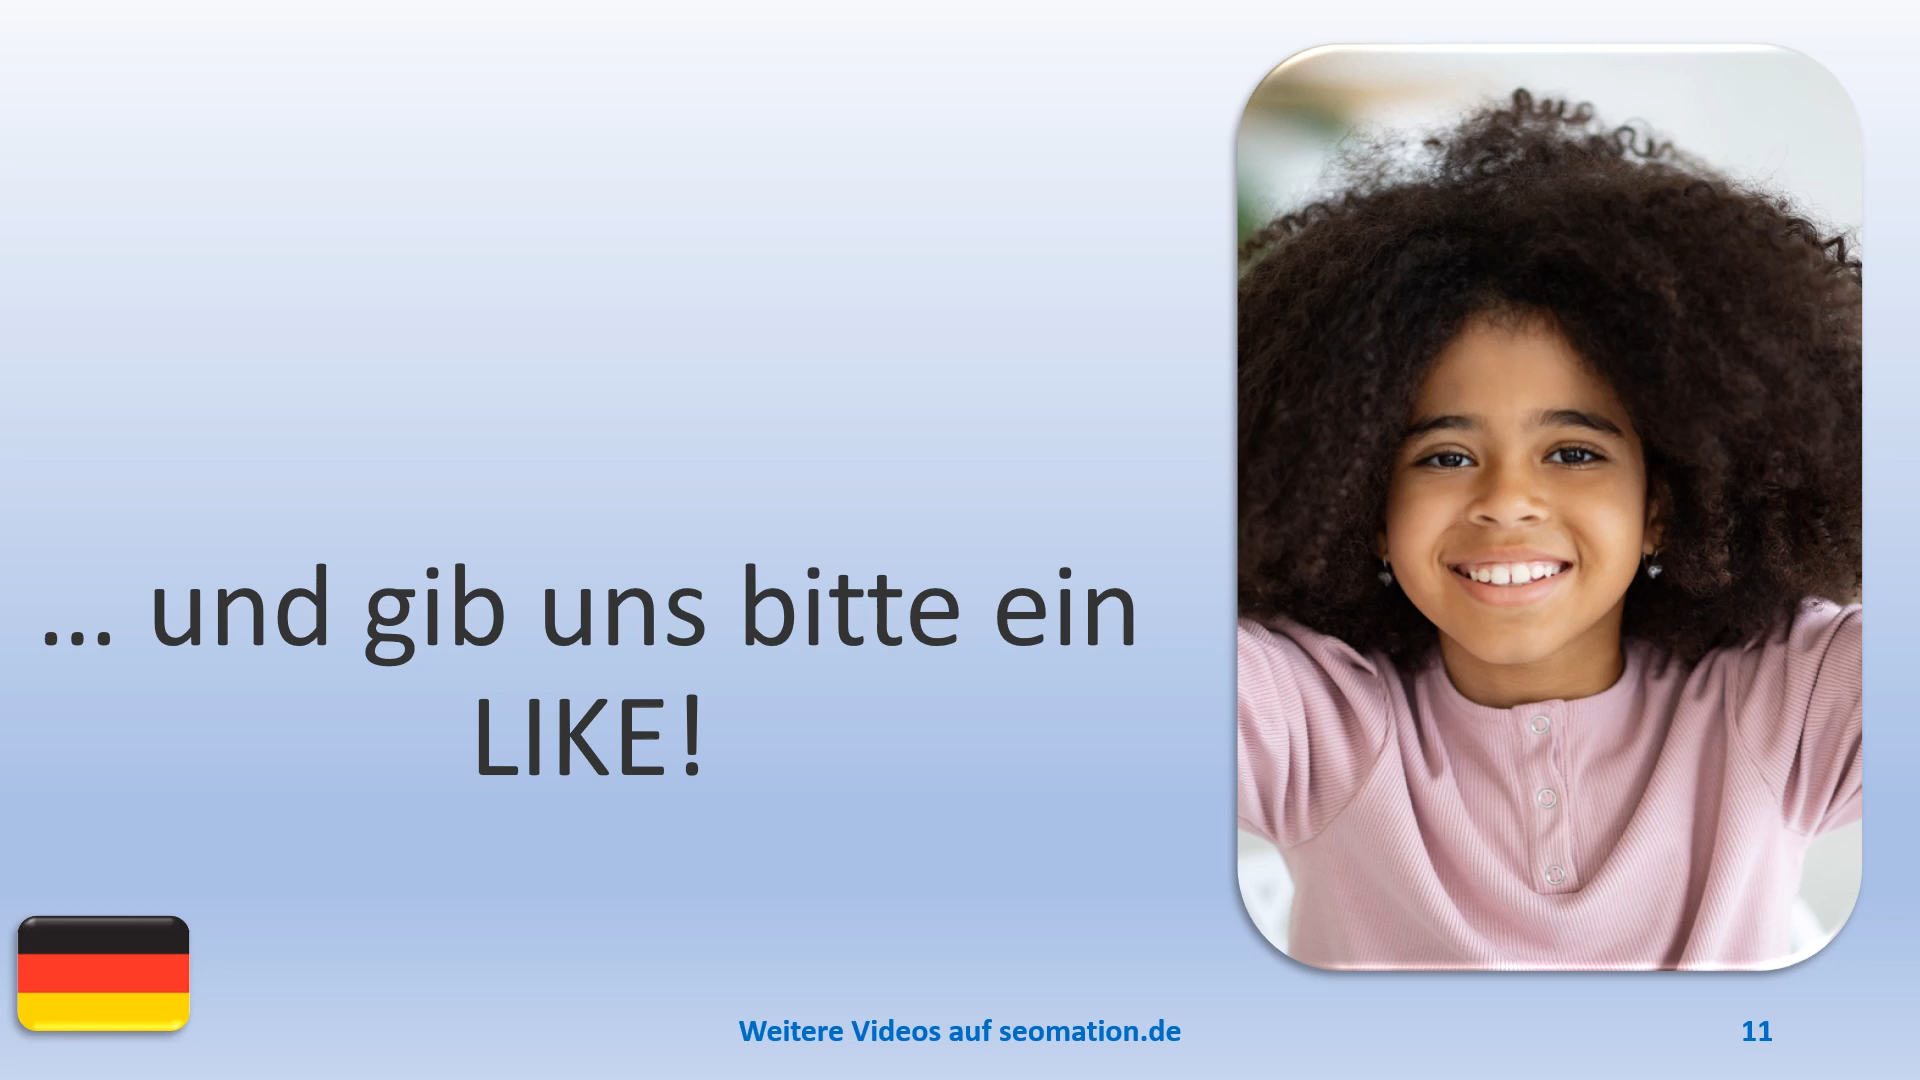 ... und gib uns bitte ein
LIKE!
Weitere Videos auf seomation.de
11